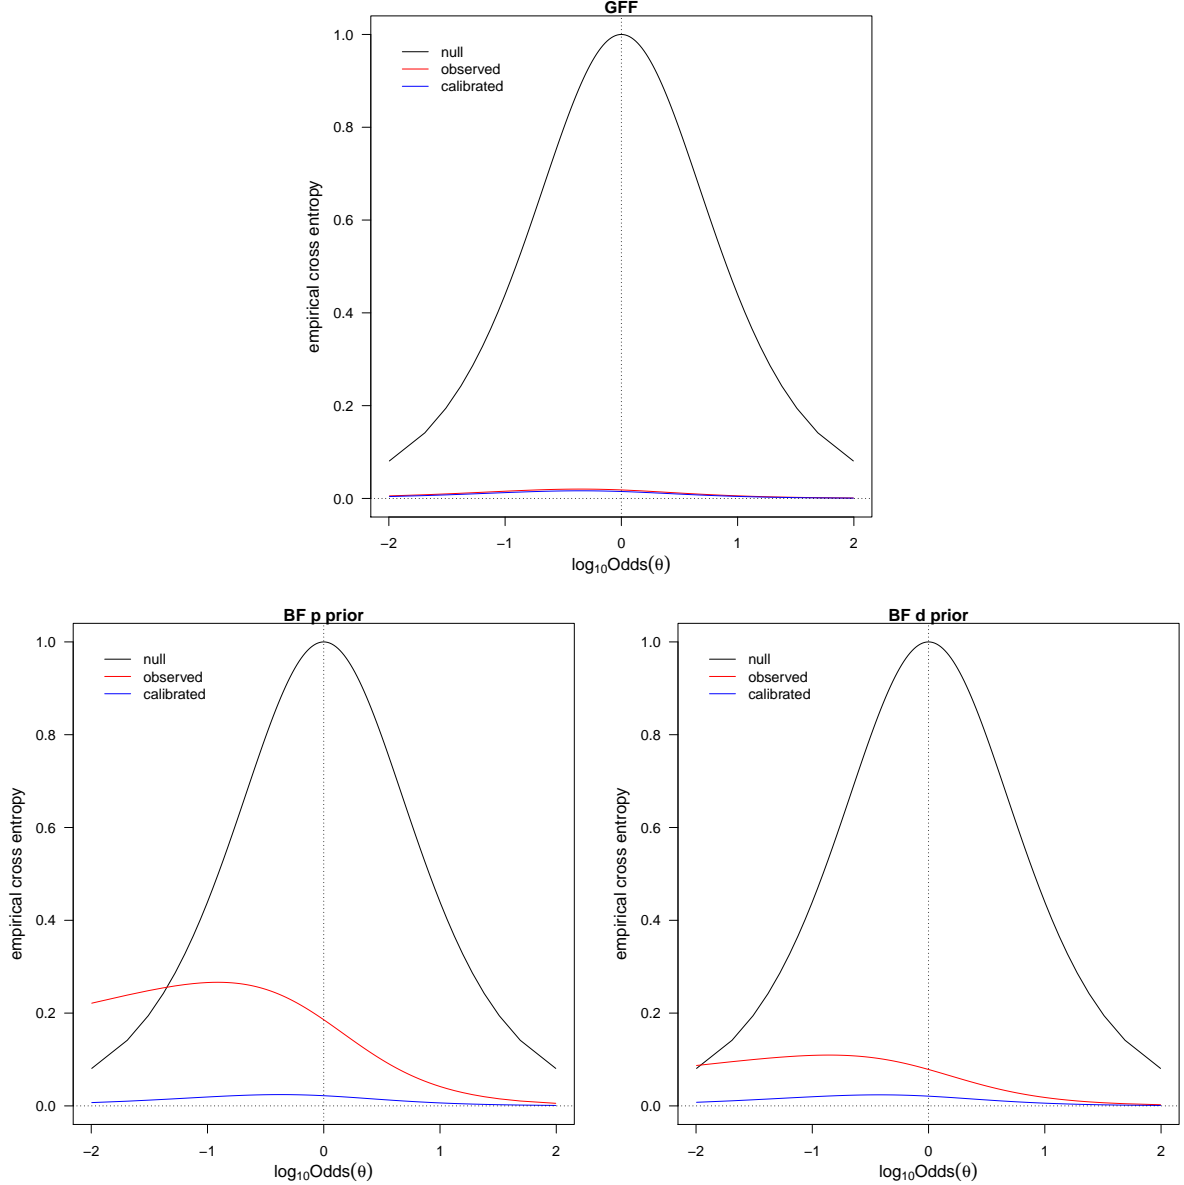 GFF
null
observed
calibrated
empirical cross entropy
1.0
0.8
0.6
0.4
0.2
0.0
−2 −1 0 1 2
log₁₀Odds(θ)
BF p prior
null
observed
calibrated
empirical cross entropy
1.0
0.8
0.6
0.4
0.2
0.0
−2 −1 0 1 2
log₁₀Odds(θ)
BF d prior
null
observed
calibrated
empirical cross entropy
1.0
0.8
0.6
0.4
0.2
0.0
−2 −1 0 1 2
log₁₀Odds(θ)